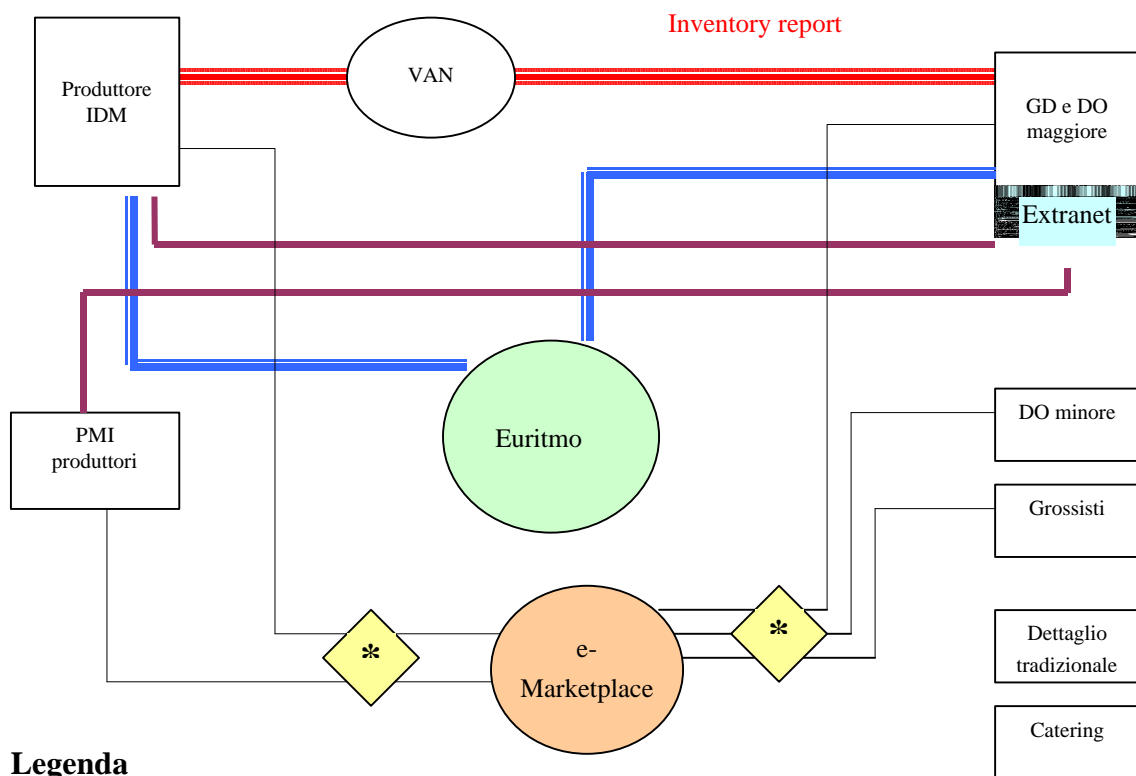 Inventory report
Produttore
IDM
VAN
GD e DO
maggiore
Extranet
PMI
produttori
Euritmo
DO minore
Grossisti
*
*
e-
Marketplace
Dettaglio
tradizionale
Catering
Legenda